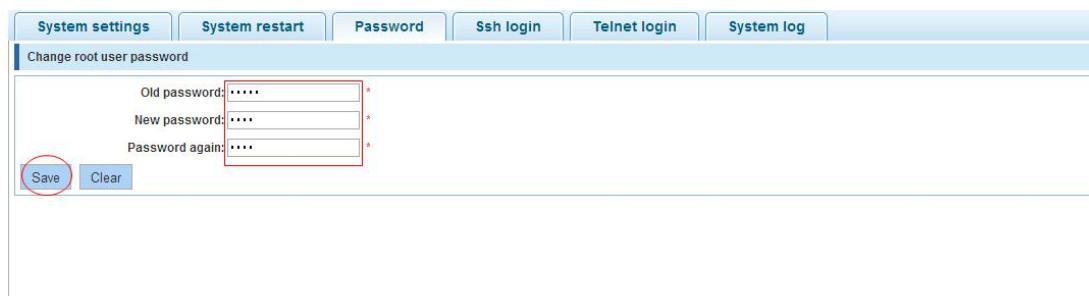 System settings System restart Password Ssh login Telnet login System log
Change root user password
Old password: ••••• *
New password: •••• *
Password again: •••• *
Save Clear